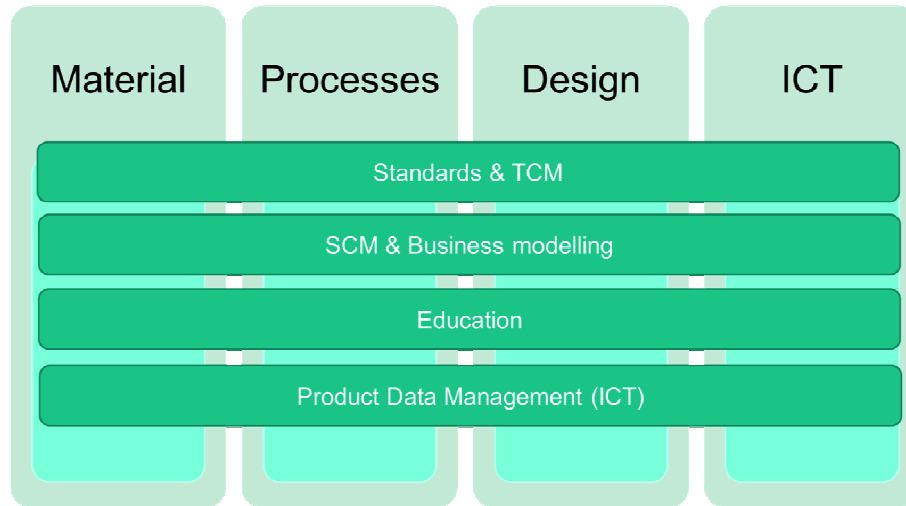 Material
Processes
Design
ICT
Standards & TCM
SCM & Business modelling
Education
Product Data Management (ICT)